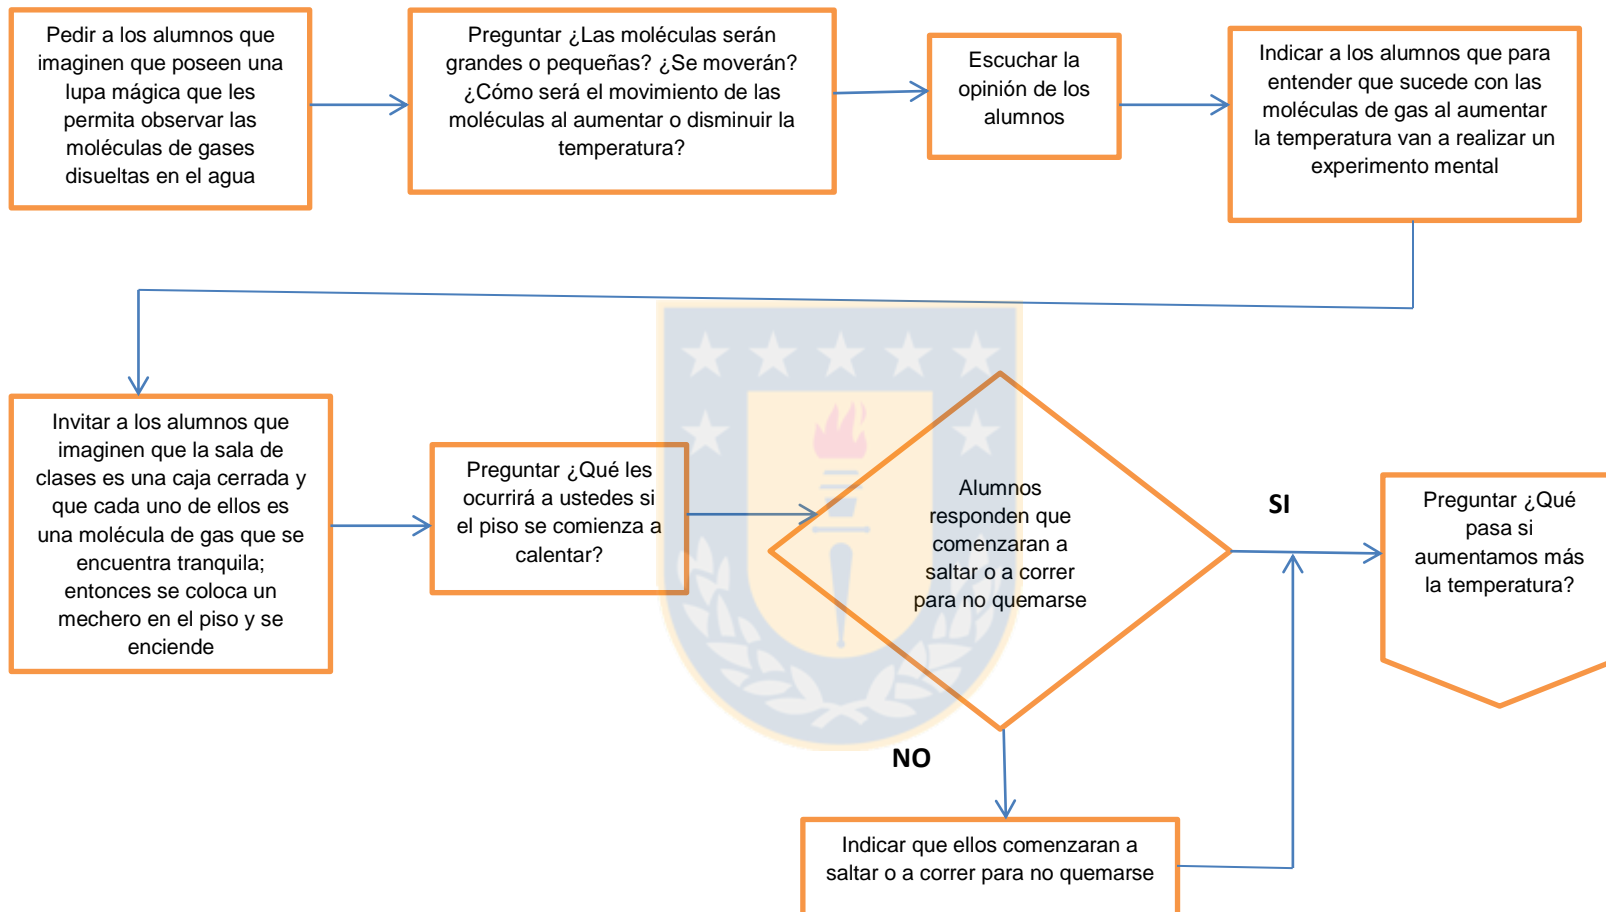 Pedir a los alumnos que
imaginen que poseen una
lupa mágica que les
permita observar las
moléculas de gases
disueltas en el agua
Preguntar ¿Las moléculas serán
grandes o pequeñas? ¿Se moverán?
¿Cómo será el movimiento de las
moléculas al aumentar o disminuir la
temperatura?
Escuchar la
opinión de los
alumnos
Indicar a los alumnos que para
entender que sucede con las
moléculas de gas al aumentar
la temperatura van a realizar un
experimento mental
Invitar a los alumnos que
imaginen que la sala de
clases es una caja cerrada y
que cada uno de ellos es
una molécula de gas que se
encuentra tranquila;
entonces se coloca un
mechero en el piso y se
enciende
Preguntar ¿Qué les
ocurrirá a ustedes si
el piso se comienza a
calentar?
Alumnos
responden que
comenzaran a
saltar o a correr
para no quemarse
SI
Preguntar ¿Qué
pasa si
aumentamos más
la temperatura?
NO
Indicar que ellos comenzaran a
saltar o a correr para no quemarse